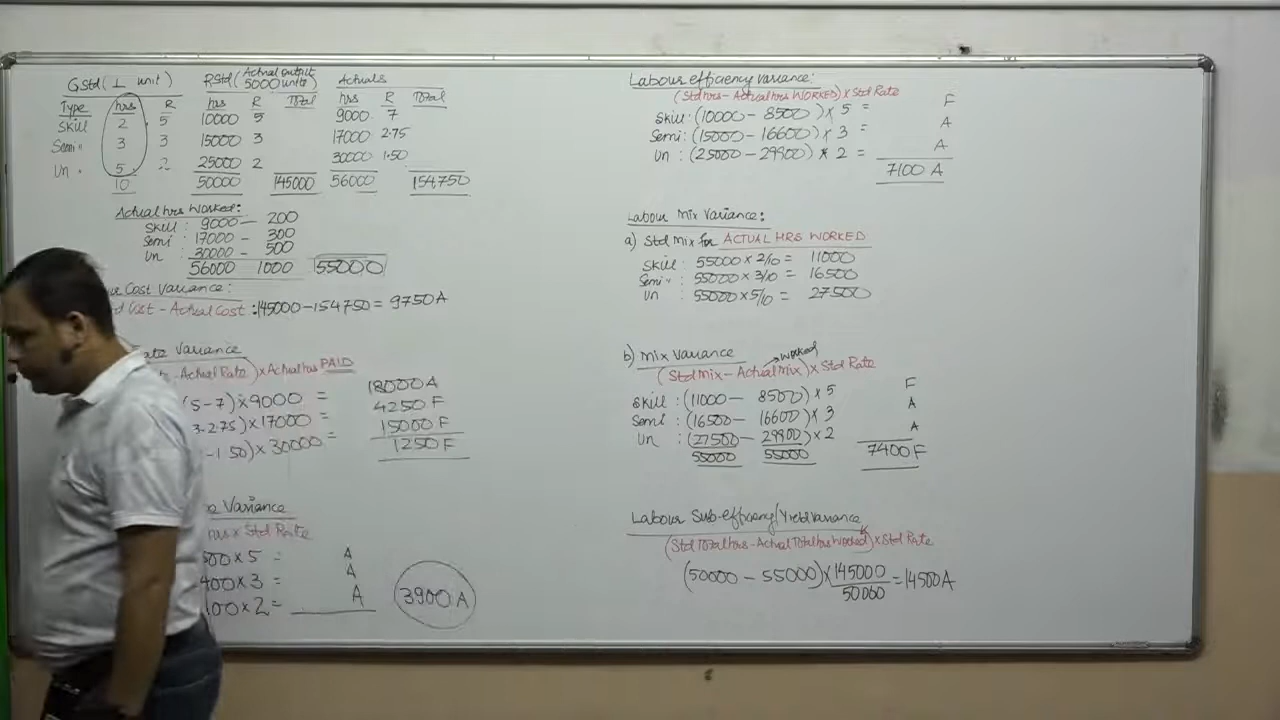 GStd(1 unit) RStd(Actual output 5000 units) Actuals
Type hrs R hrs R Total hrs R Total
Skill 2 5 10000 5 9000 7
Semi " 3 3 15000 3 17000 2.75
Un " 5 2 25000 2 30000 1.50
10 50000 145000 56000 154750
Actual hrs Worked:
Skill: 9000 - 200
Semi: 17000 - 300
Un : 30000 - 500
56000 1000 55000
Cost Variance:
Cost - Actual Cost : 145000 - 154750 = 9750 A
Rate Variance
- Actual Rate) x Actual hrs PAID
(5-7) x 9000 = 18000 A
3-2.75) x 17000 = 4250 F
-1.50) x 30000 = 15000 F
1250 F
Variance
hrs x Std Rate
500 x 5 = A
400 x 3 = A
100 x 2 = A
3900 A
Labour efficiency variance:
(Std hrs - Actual hrs WORKED) x Std Rate
Skill: (10000 - 8500) x 5 = F
Semi: (15000 - 16600) x 3 = A
Un : (25000 - 29900) x 2 = A
7100 A
Labour Mix Variance:
a) Std Mix for ACTUAL HRS WORKED
Skill: 55000 x 2/10 = 11000
Semi: 55000 x 3/10 = 16500
Un : 55000 x 5/10 = 27500
b) Mix Variance
Worked
(Std Mix - Actual Mix) x Std Rate
Skill: (11000 - 8500) x 5 F
Semi: (16500 - 16600) x 3 A
Un : (27500 - 29900) x 2 A
55000 55000 7400 F
Labour Sub-efficiency/Yield Variance
(Std Total hrs - Actual Total hrs Worked) x Std Rate
(50000 - 55000) x 145000 = 14500 A
50000